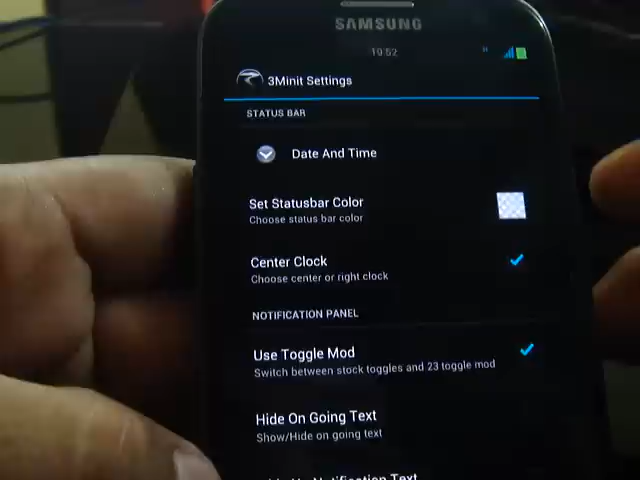 SAMSUNG
19:52
3Minit Settings
STATUS BAR
Date And Time
Set Statusbar Color
Choose status bar color
Center Clock
Choose center or right clock
NOTIFICATION PANEL
Use Toggle Mod
Switch between stock toggles and 23 toggle mod
Hide On Going Text
Show/Hide on going text
Notification Text